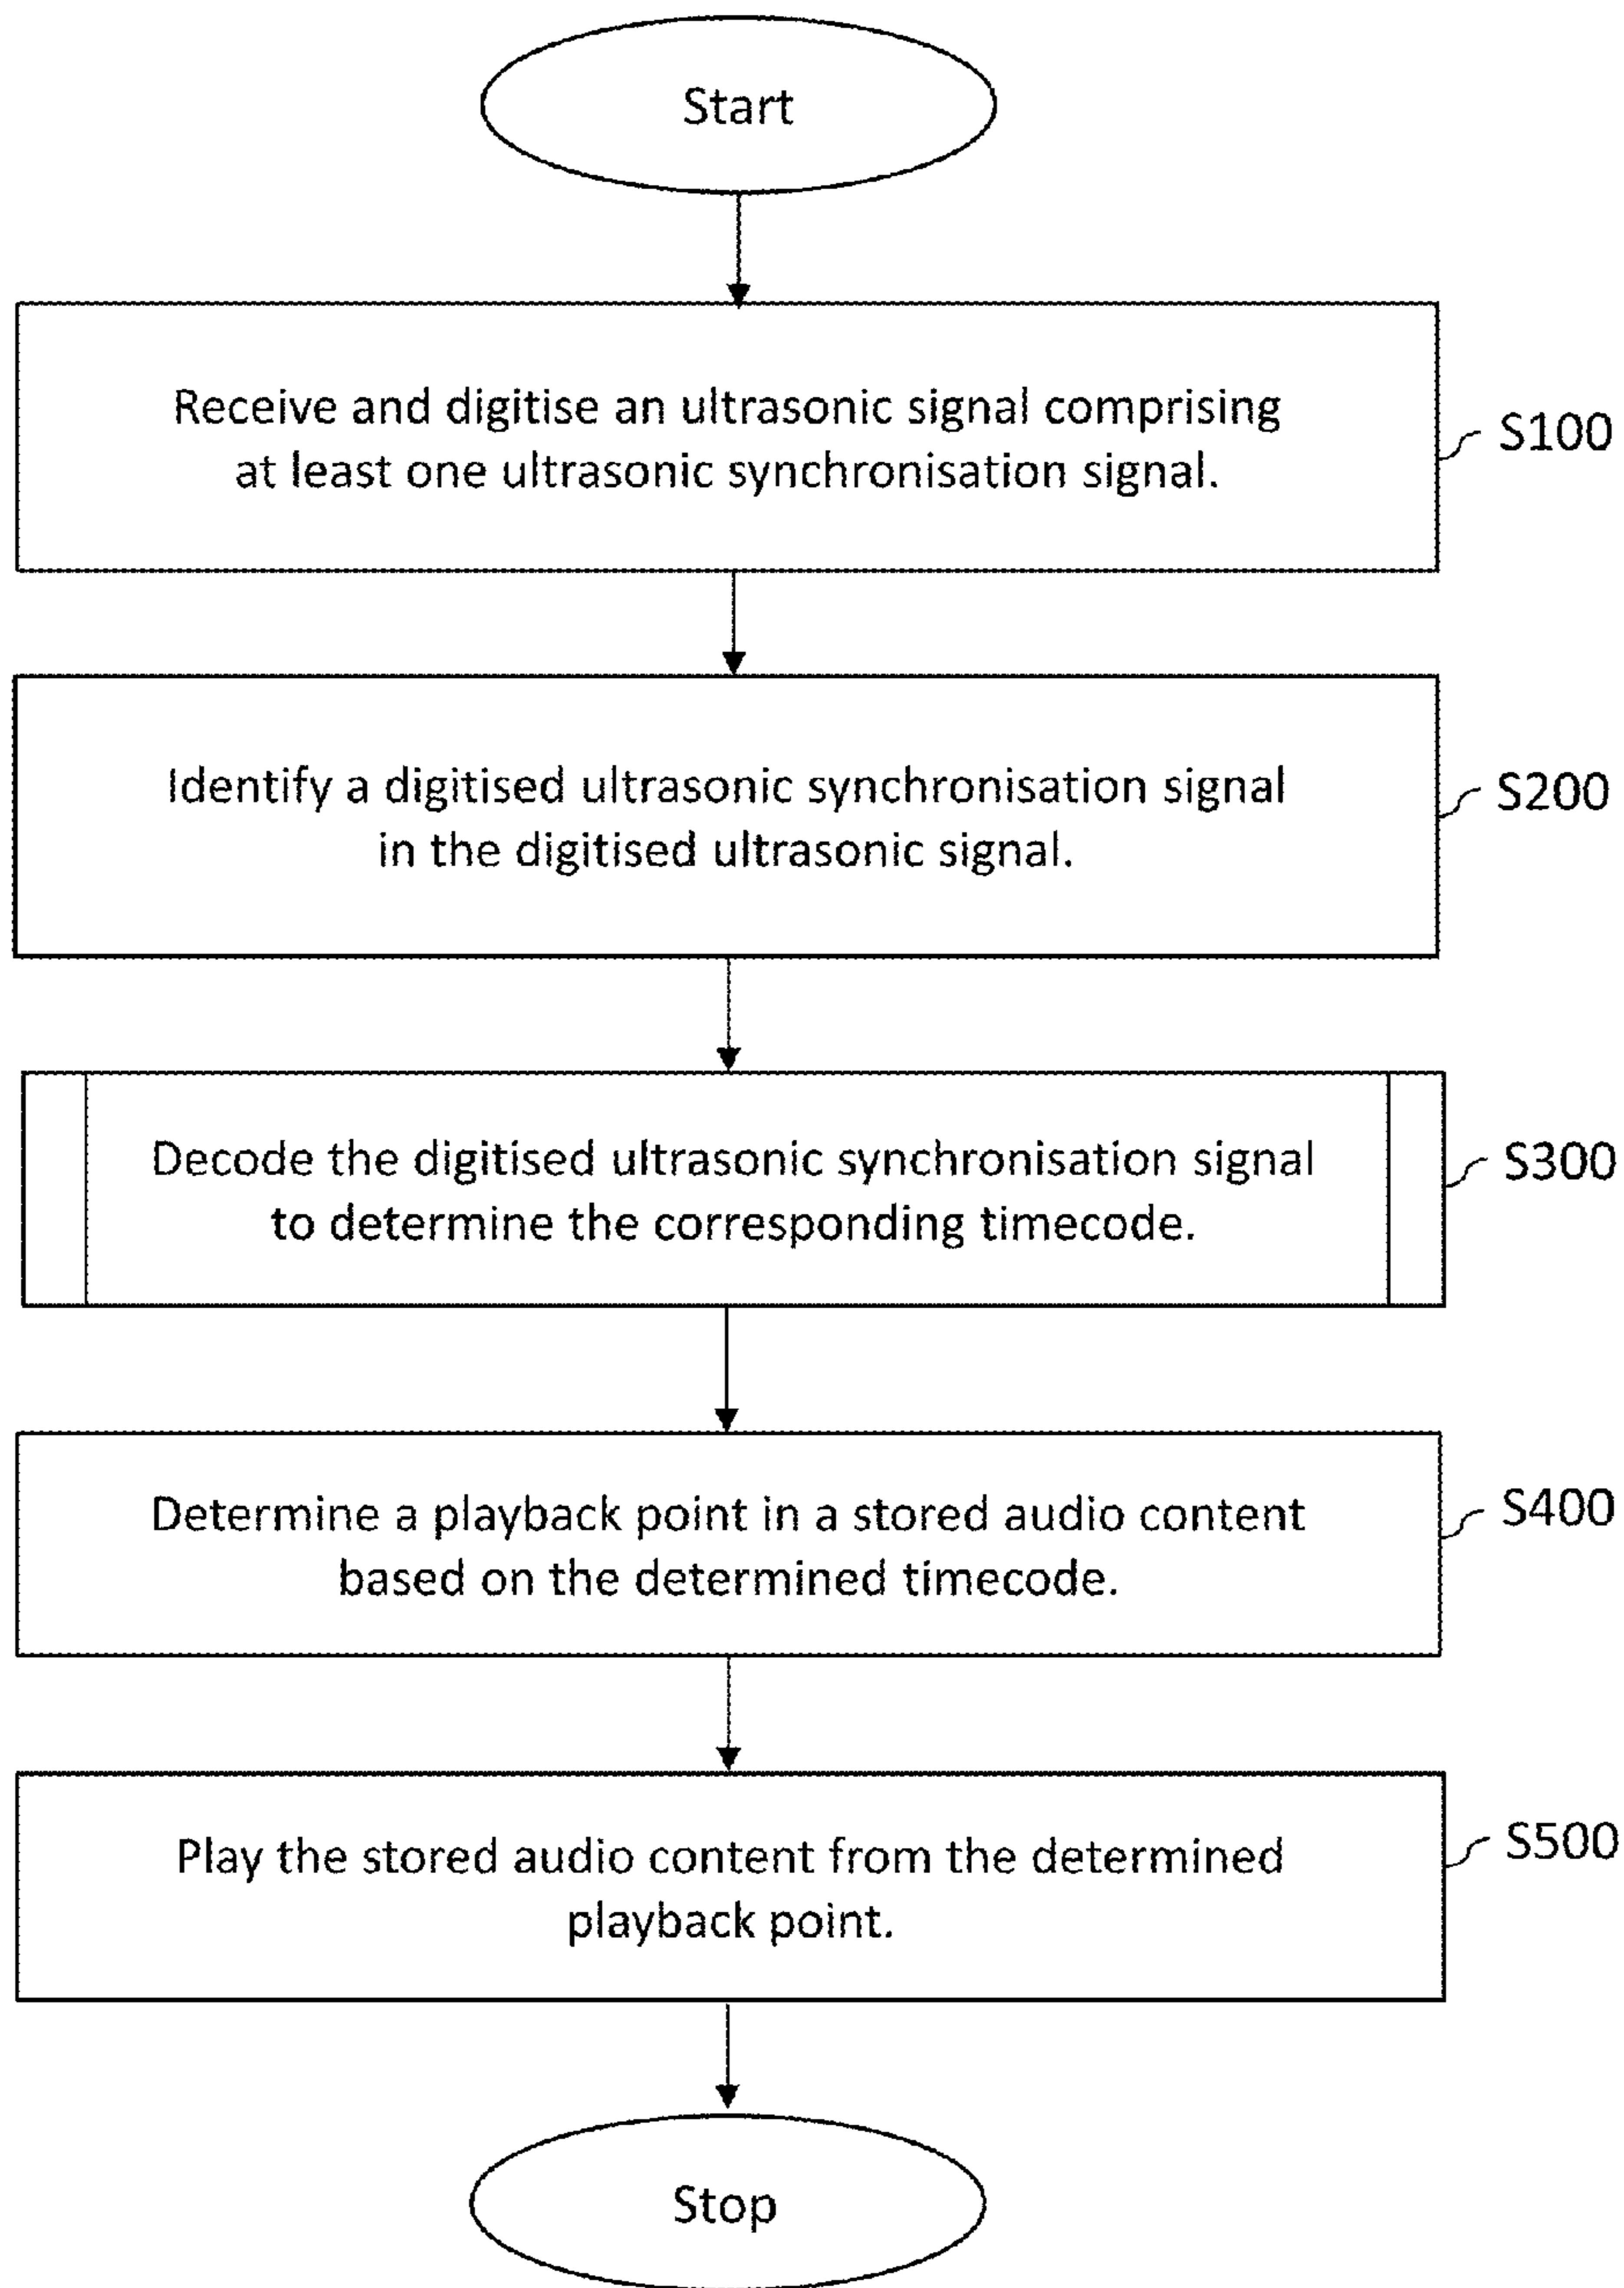 Start
Receive and digitise an ultrasonic signal comprising
at least one ultrasonic synchronisation signal.
S100
Identify a digitised ultrasonic synchronisation signal
in the digitised ultrasonic signal.
S200
Decode the digitised ultrasonic synchronisation signal
to determine the corresponding timecode.
S300
Determine a playback point in a stored audio content
based on the determined timecode.
S400
Play the stored audio content from the determined
playback point.
S500
Stop